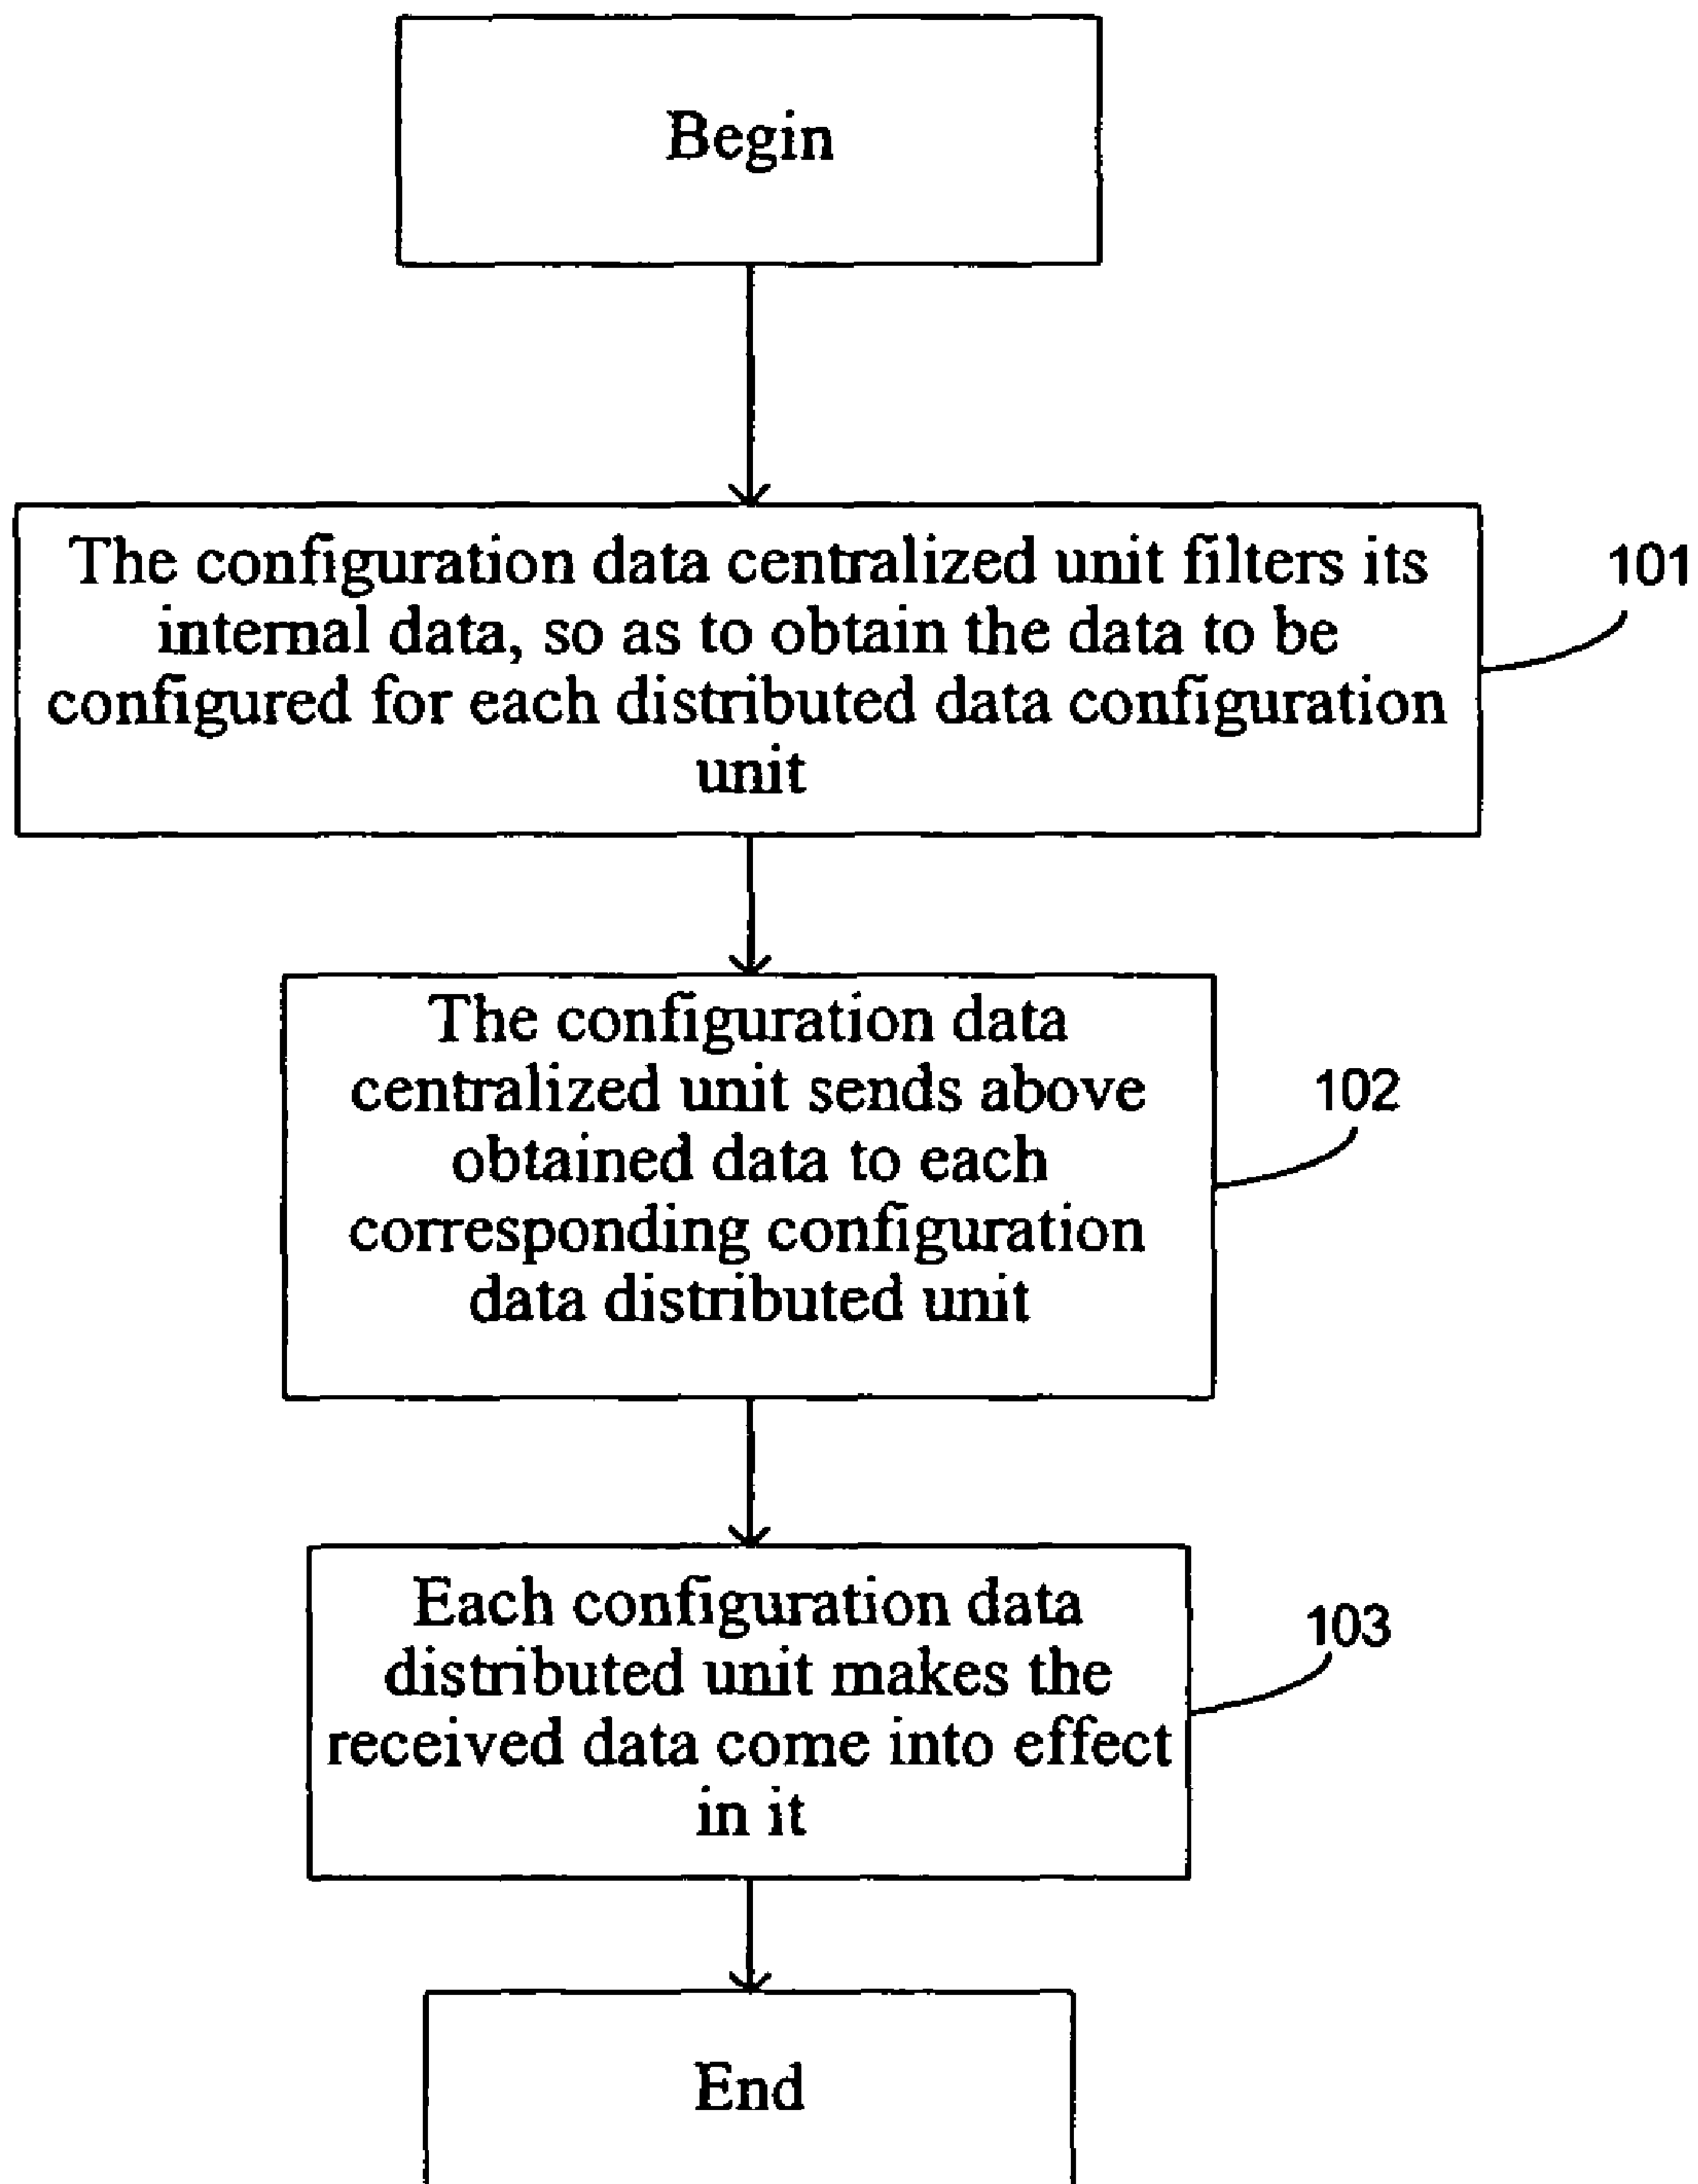 Begin
The configuration data centralized unit filters its
internal data, so as to obtain the data to be
configured for each distributed data configuration
unit
101
The configuration data
centralized unit sends above
obtained data to each
corresponding configuration
data distributed unit
102
Each configuration data
distributed unit makes the
received data come into effect
in it
103
End